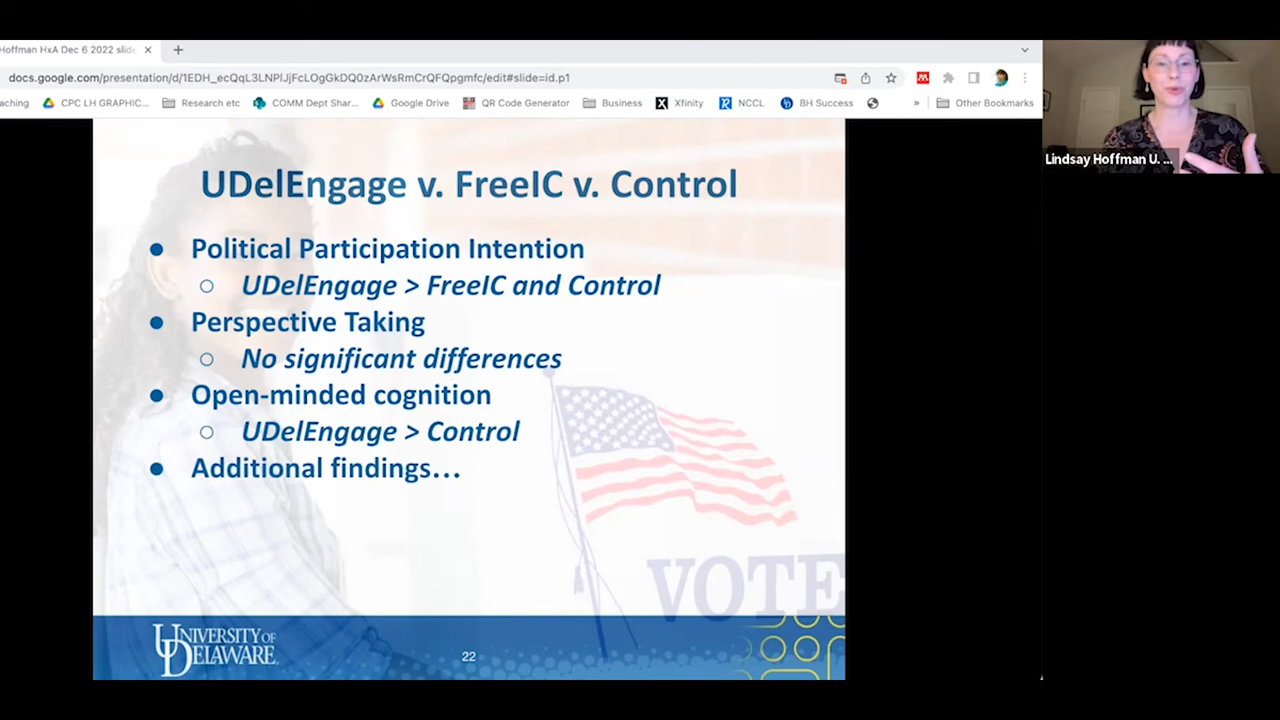 Hoffman HxA Dec 6 2022 slide
docs.google.com/presentation/d/1EDH_ecQqL3LNPlJjFcLOgGkDQ0zArWsRmCrQFQpgmfc/edit#slide=id.p1
aching CPC LH GRAPHIC... Research etc COMM Dept Shar... Google Drive QR Code Generator Business Xfinity NCCL BH Success » Other Bookmarks
Lindsay Hoffman U. ...
UDelEngage v. FreeIC v. Control
● Political Participation Intention
○ UDelEngage > FreeIC and Control
● Perspective Taking
○ No significant differences
● Open-minded cognition
○ UDelEngage > Control
● Additional findings…
VOTE
UNIVERSITY OF
DELAWARE
22